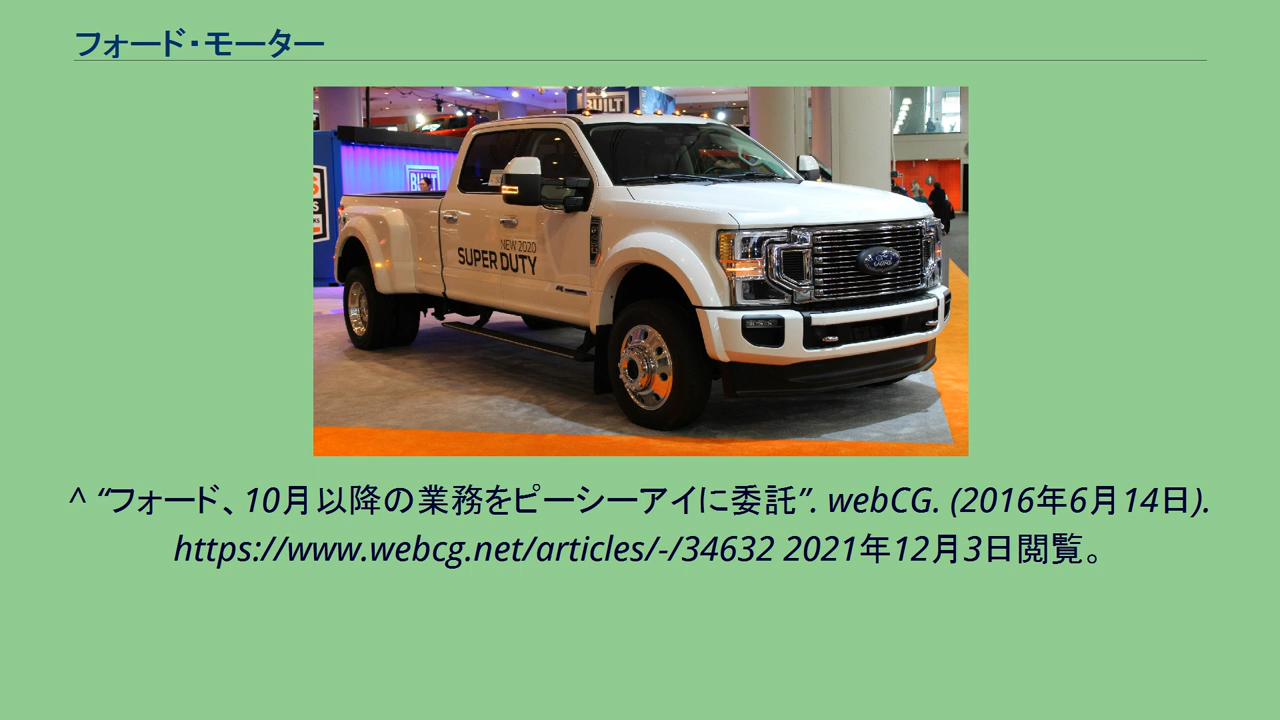 フォード・モーター
BUILT
BUILT
NEW 2020
SUPER DUTY
Ford
^ “フォード、10月以降の業務をピーシーアイに委託”. webCG. (2016年6月14日).
https://www.webcg.net/articles/-/34632 2021年12月3日閲覧。